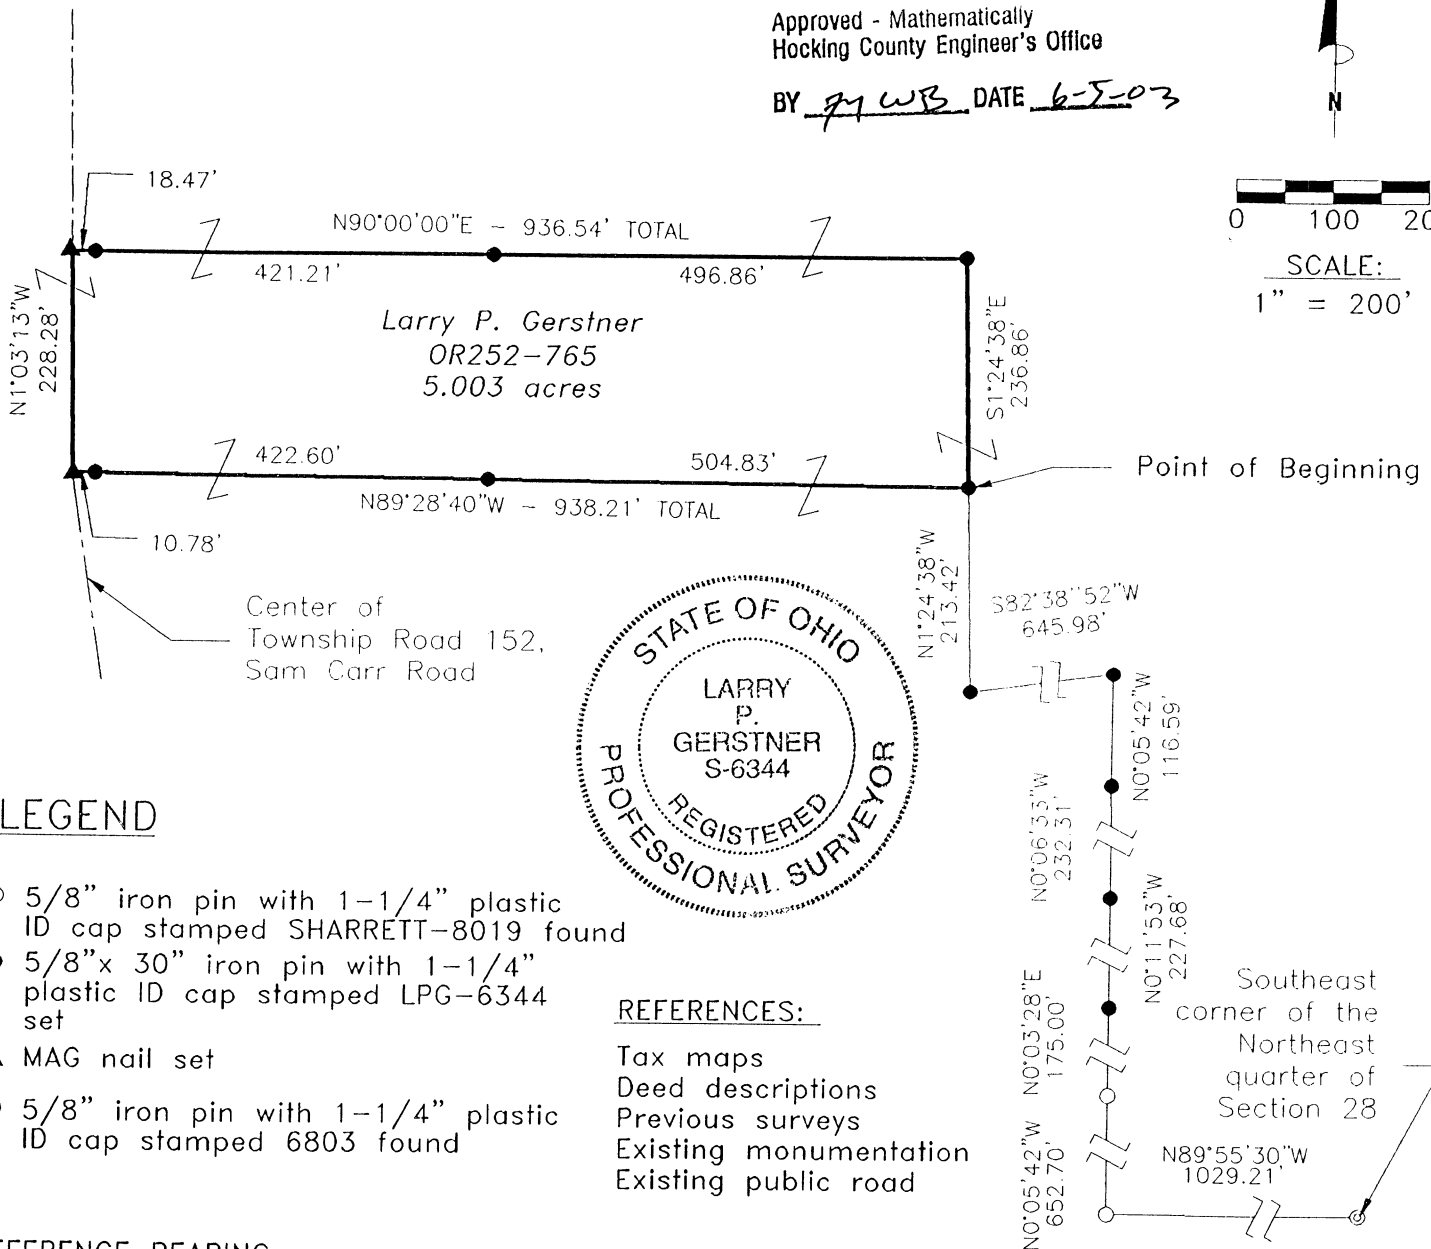 Approved - Mathematically
Hocking County Engineer's Office
BY DATE 6-5-03
N
0 100 20
SCALE:
1" = 200'
18.47'
N90°00'00"E - 936.54' TOTAL
421.21'
496.86'
N1°03'13"W
228.28'
Larry P. Gerstner
OR252-765
5.003 acres
S1°24'38"E
236.86'
422.60'
504.83'
N89°28'40"W - 938.21' TOTAL
10.78'
Point of Beginning
Center of
Township Road 152,
Sam Carr Road
N1°24'38"W
213.42'
S82°38'52"W
645.98'
STATE OF OHIO
LARRY
P.
GERSTNER
S-6344
REGISTERED
PROFESSIONAL SURVEYOR
N0°05'42"W
116.59'
N0°06'33"W
232.31'
N0°11'53"W
227.68'
N0°03'28"E
175.00'
N0°05'42"W
652.70'
Southeast
corner of the
Northeast
quarter of
Section 28
N89°55'30"W
1029.21'
LEGEND
5/8" iron pin with 1-1/4" plastic
ID cap stamped SHARRETT-8019 found
5/8"x 30" iron pin with 1-1/4"
plastic ID cap stamped LPG-6344
set
MAG nail set
5/8" iron pin with 1-1/4" plastic
ID cap stamped 6803 found
REFERENCES:
Tax maps
Deed descriptions
Previous surveys
Existing monumentation
Existing public road